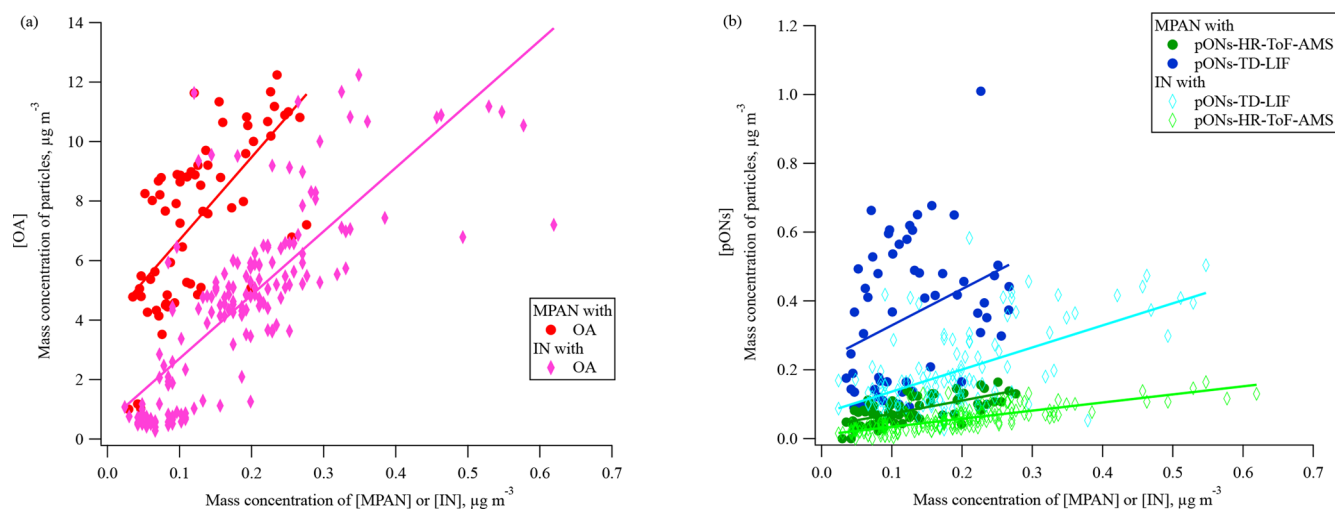 (a)
14
12
10
8
6
4
2
0
[OA]
Mass concentration of particles, µg m⁻³
0.0 0.1 0.2 0.3 0.4 0.5 0.6 0.7
Mass concentration of [MPAN] or [IN], µg m⁻³
MPAN with
OA
IN with
OA
(b)
1.2
1.0
0.8
0.6
0.4
0.2
0.0
[pONs]
Mass concentration of particles, µg m⁻³
0.0 0.1 0.2 0.3 0.4 0.5 0.6 0.7
Mass concentration of [MPAN] or [IN], µg m⁻³
MPAN with
pONs-HR-ToF-AMS
pONs-TD-LIF
IN with
pONs-TD-LIF
pONs-HR-ToF-AMS